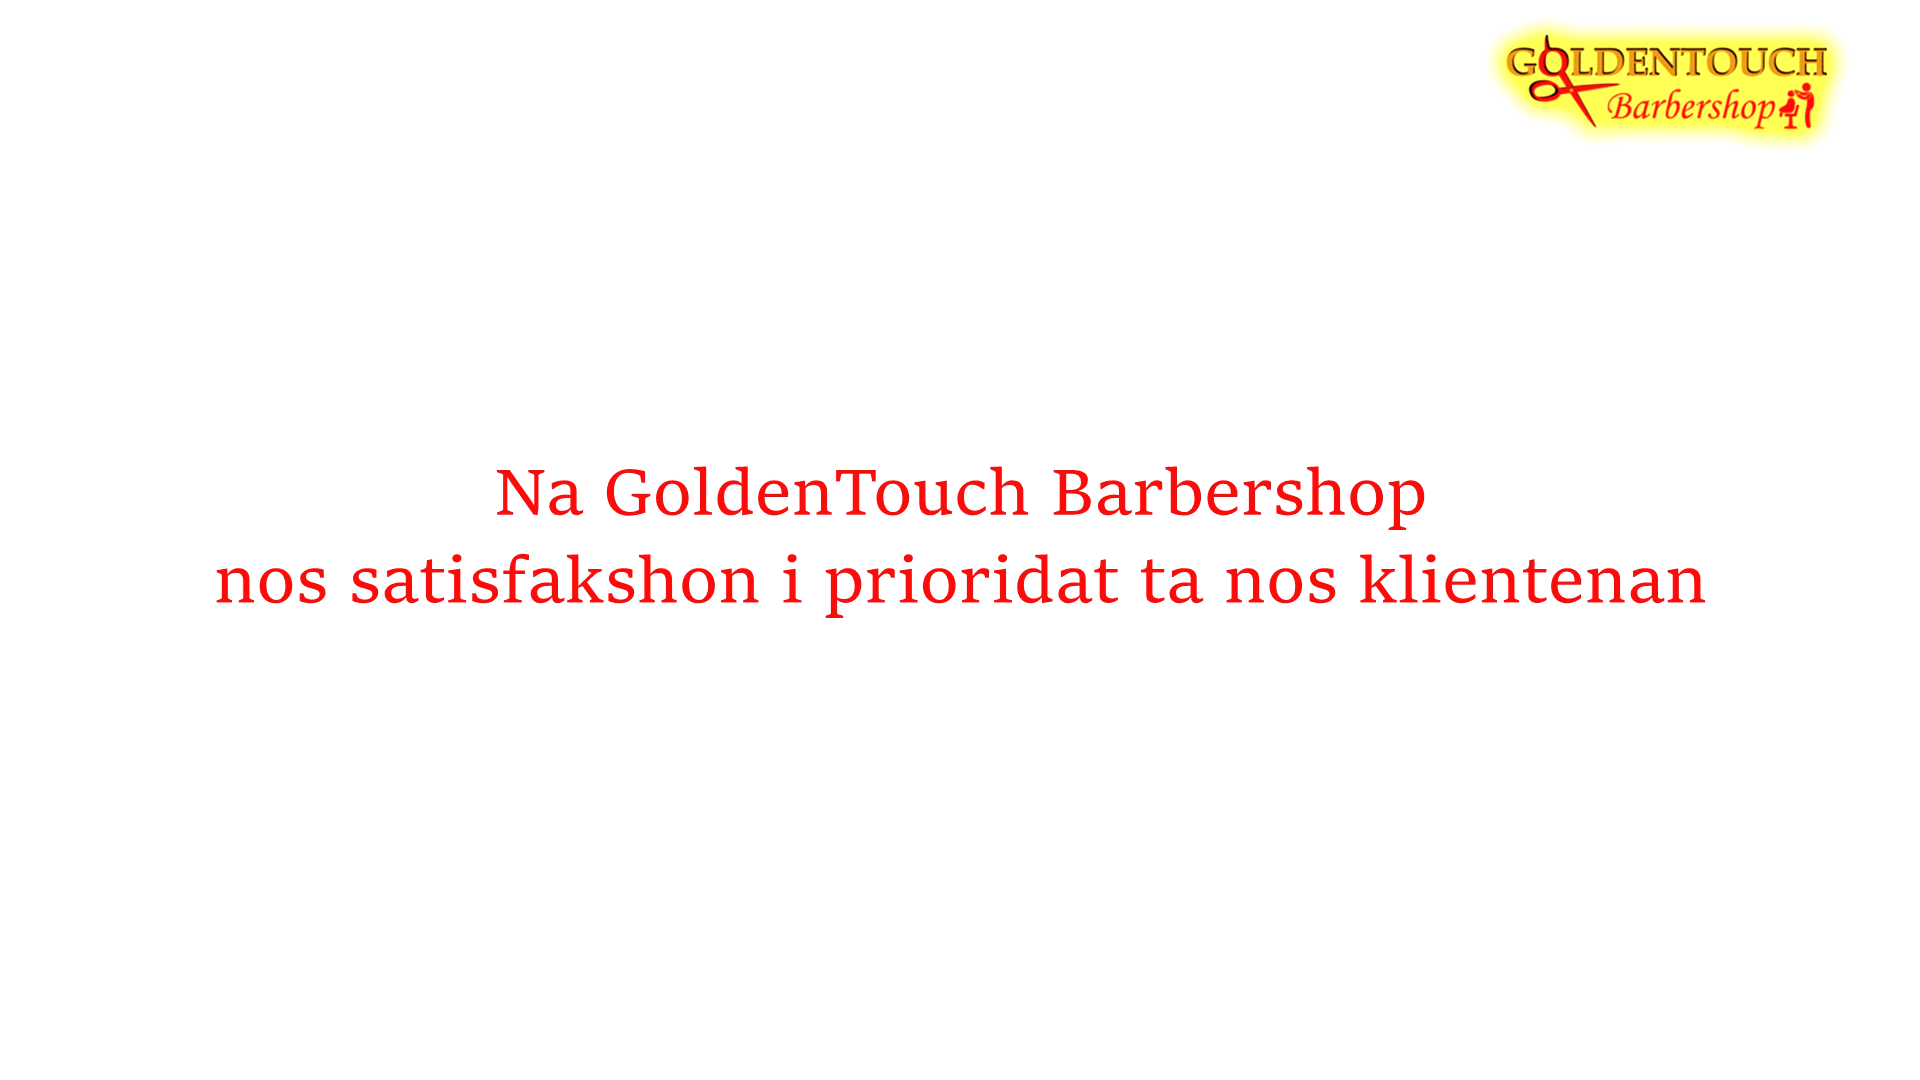 GOLDENTOUCH
Barbershop
Na GoldenTouch Barbershop
nos satisfakshon i prioridat ta nos klientenan